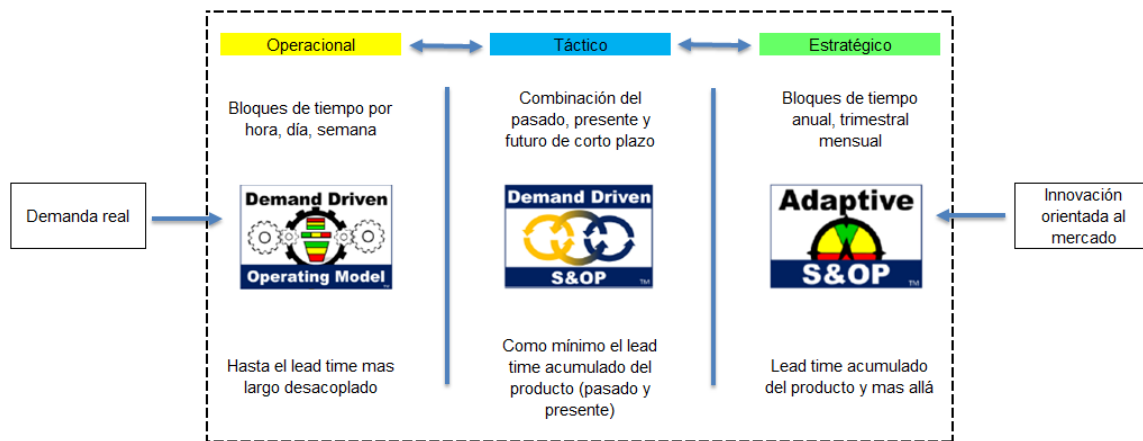 Operacional
Táctico
Estratégico
Bloques de tiempo por
hora, día, semana
Combinación del
pasado, presente y
futuro de corto plazo
Bloques de tiempo
anual, trimestral
mensual
Demanda real
Demand Driven
Operating Model
TM
Demand Driven
S&OP
TM
Adaptive
S&OP
TM
Innovación
orientada al
mercado
Hasta el lead time mas
largo desacoplado
Como mínimo el lead
time acumulado del
producto (pasado y
presente)
Lead time acumulado
del producto y mas allá